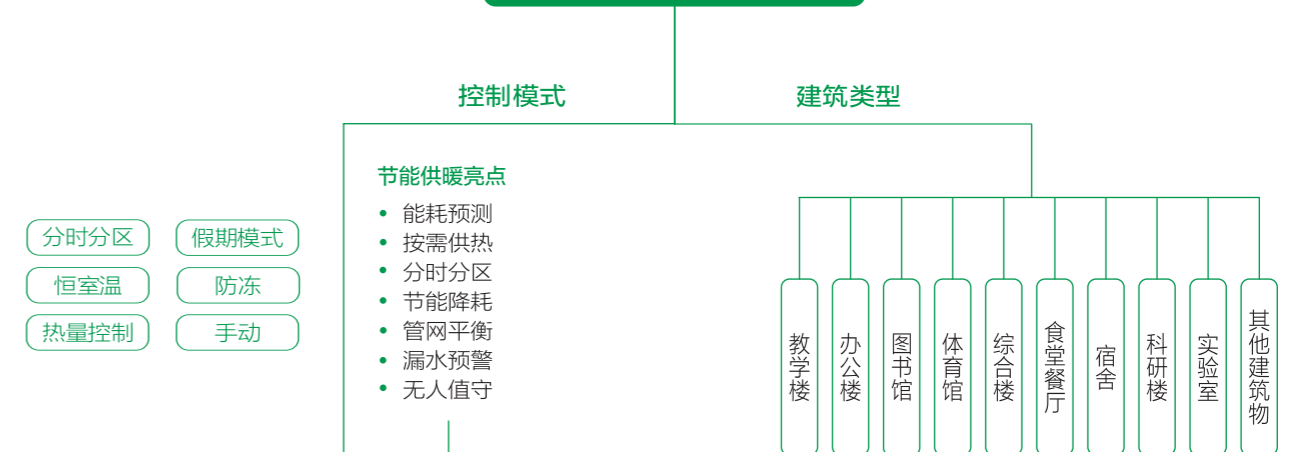 控制模式
建筑类型
节能供暖亮点
• 能耗预测
• 按需供热
• 分时分区
• 节能降耗
• 管网平衡
• 漏水预警
• 无人值守
分时分区
假期模式
恒室温
防冻
热量控制
手动
教学楼
办公楼
图书馆
体育馆
综合楼
食堂餐厅
宿舍
科研楼
实验室
其他建筑物